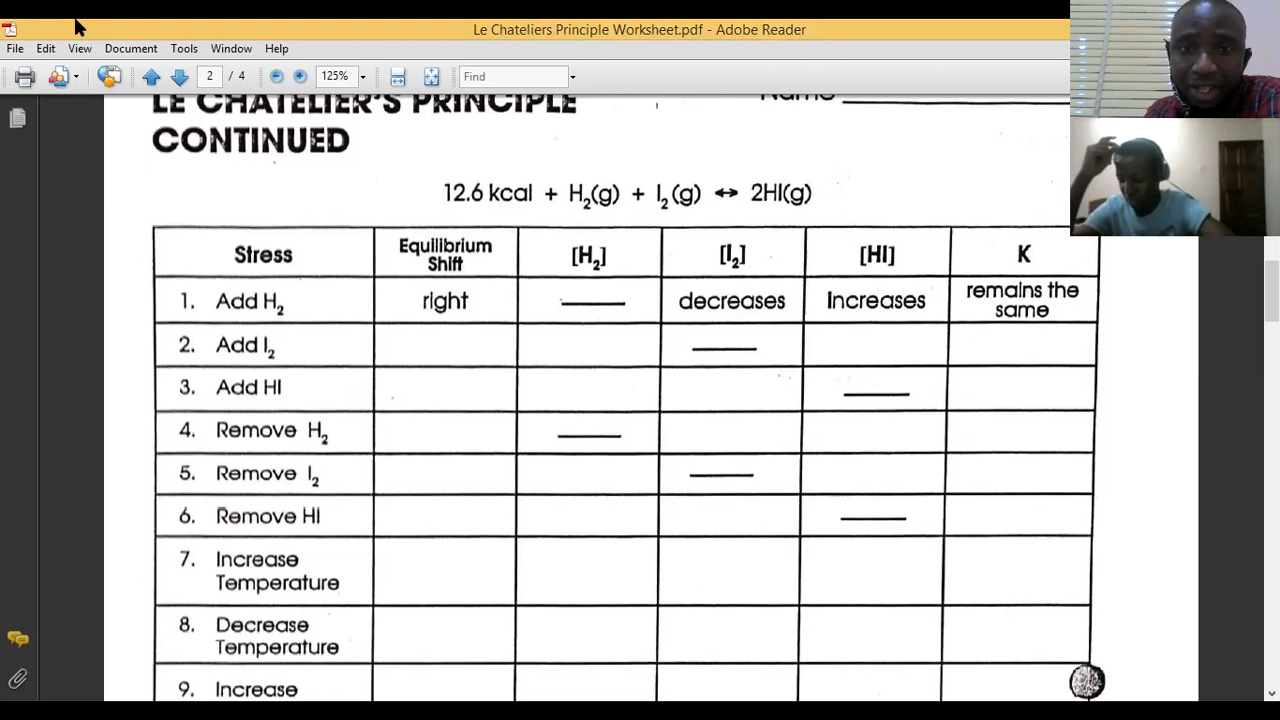 Le Chateliers Principle Worksheet.pdf - Adobe Reader
File Edit View Document Tools Window Help
2 / 4 125% Find
LE CHATELIER'S PRINCIPLE Name
CONTINUED
12.6 kcal + H₂(g) + I₂(g) ↔ 2HI(g)
Stress Equilibrium Shift [H₂] [I₂] [HI] K
1. Add H₂ right decreases increases remains the same
2. Add I₂
3. Add HI
4. Remove H₂
5. Remove I₂
6. Remove HI
7. Increase
Temperature
8. Decrease
Temperature
9. Increase